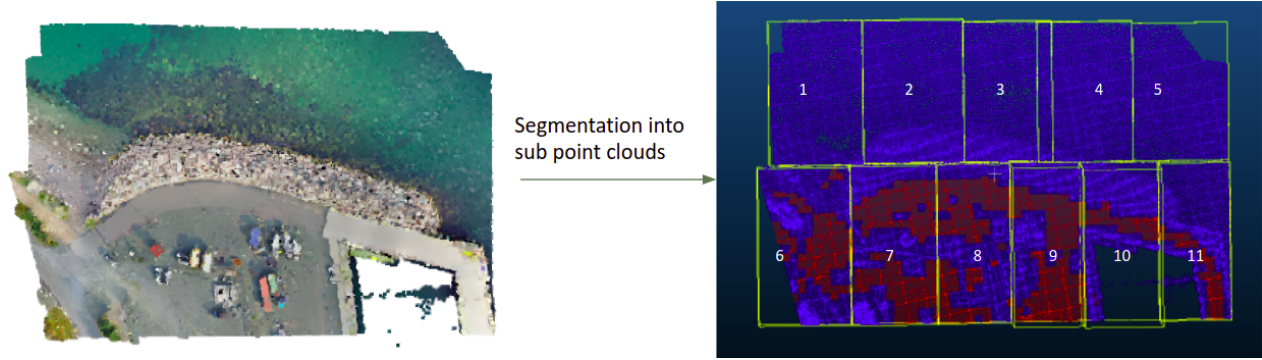 Segmentation into
sub point clouds
1 2 3 4 5
6 7 8 9 10 11